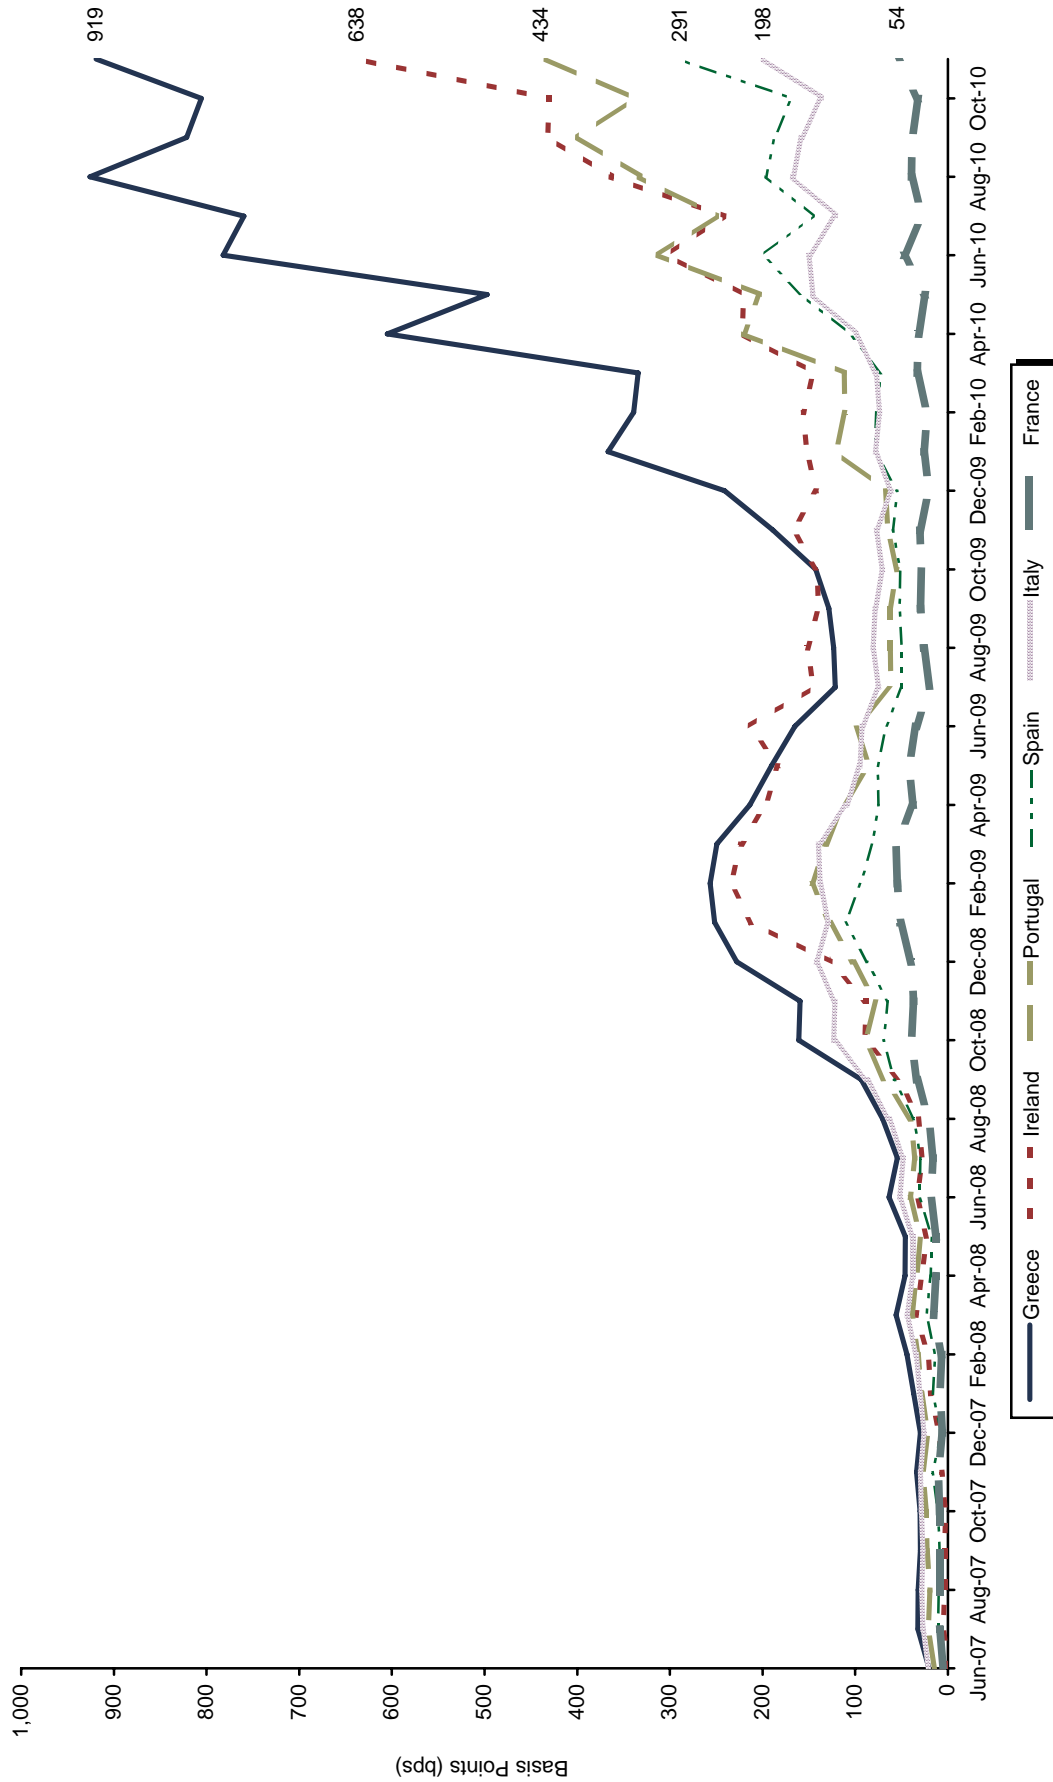 919
638
434
291
198
54
1,000
900
800
700
600
500
400
300
200
100
0
Basis Points (bps)
Jun-07
Aug-07
Oct-07
Dec-07
Feb-08
Apr-08
Jun-08
Aug-08
Oct-08
Dec-08
Feb-09
Apr-09
Jun-09
Aug-09
Oct-09
Dec-09
Feb-10
Apr-10
Jun-10
Aug-10
Oct-10
Greece
Ireland
Portugal
Spain
Italy
France